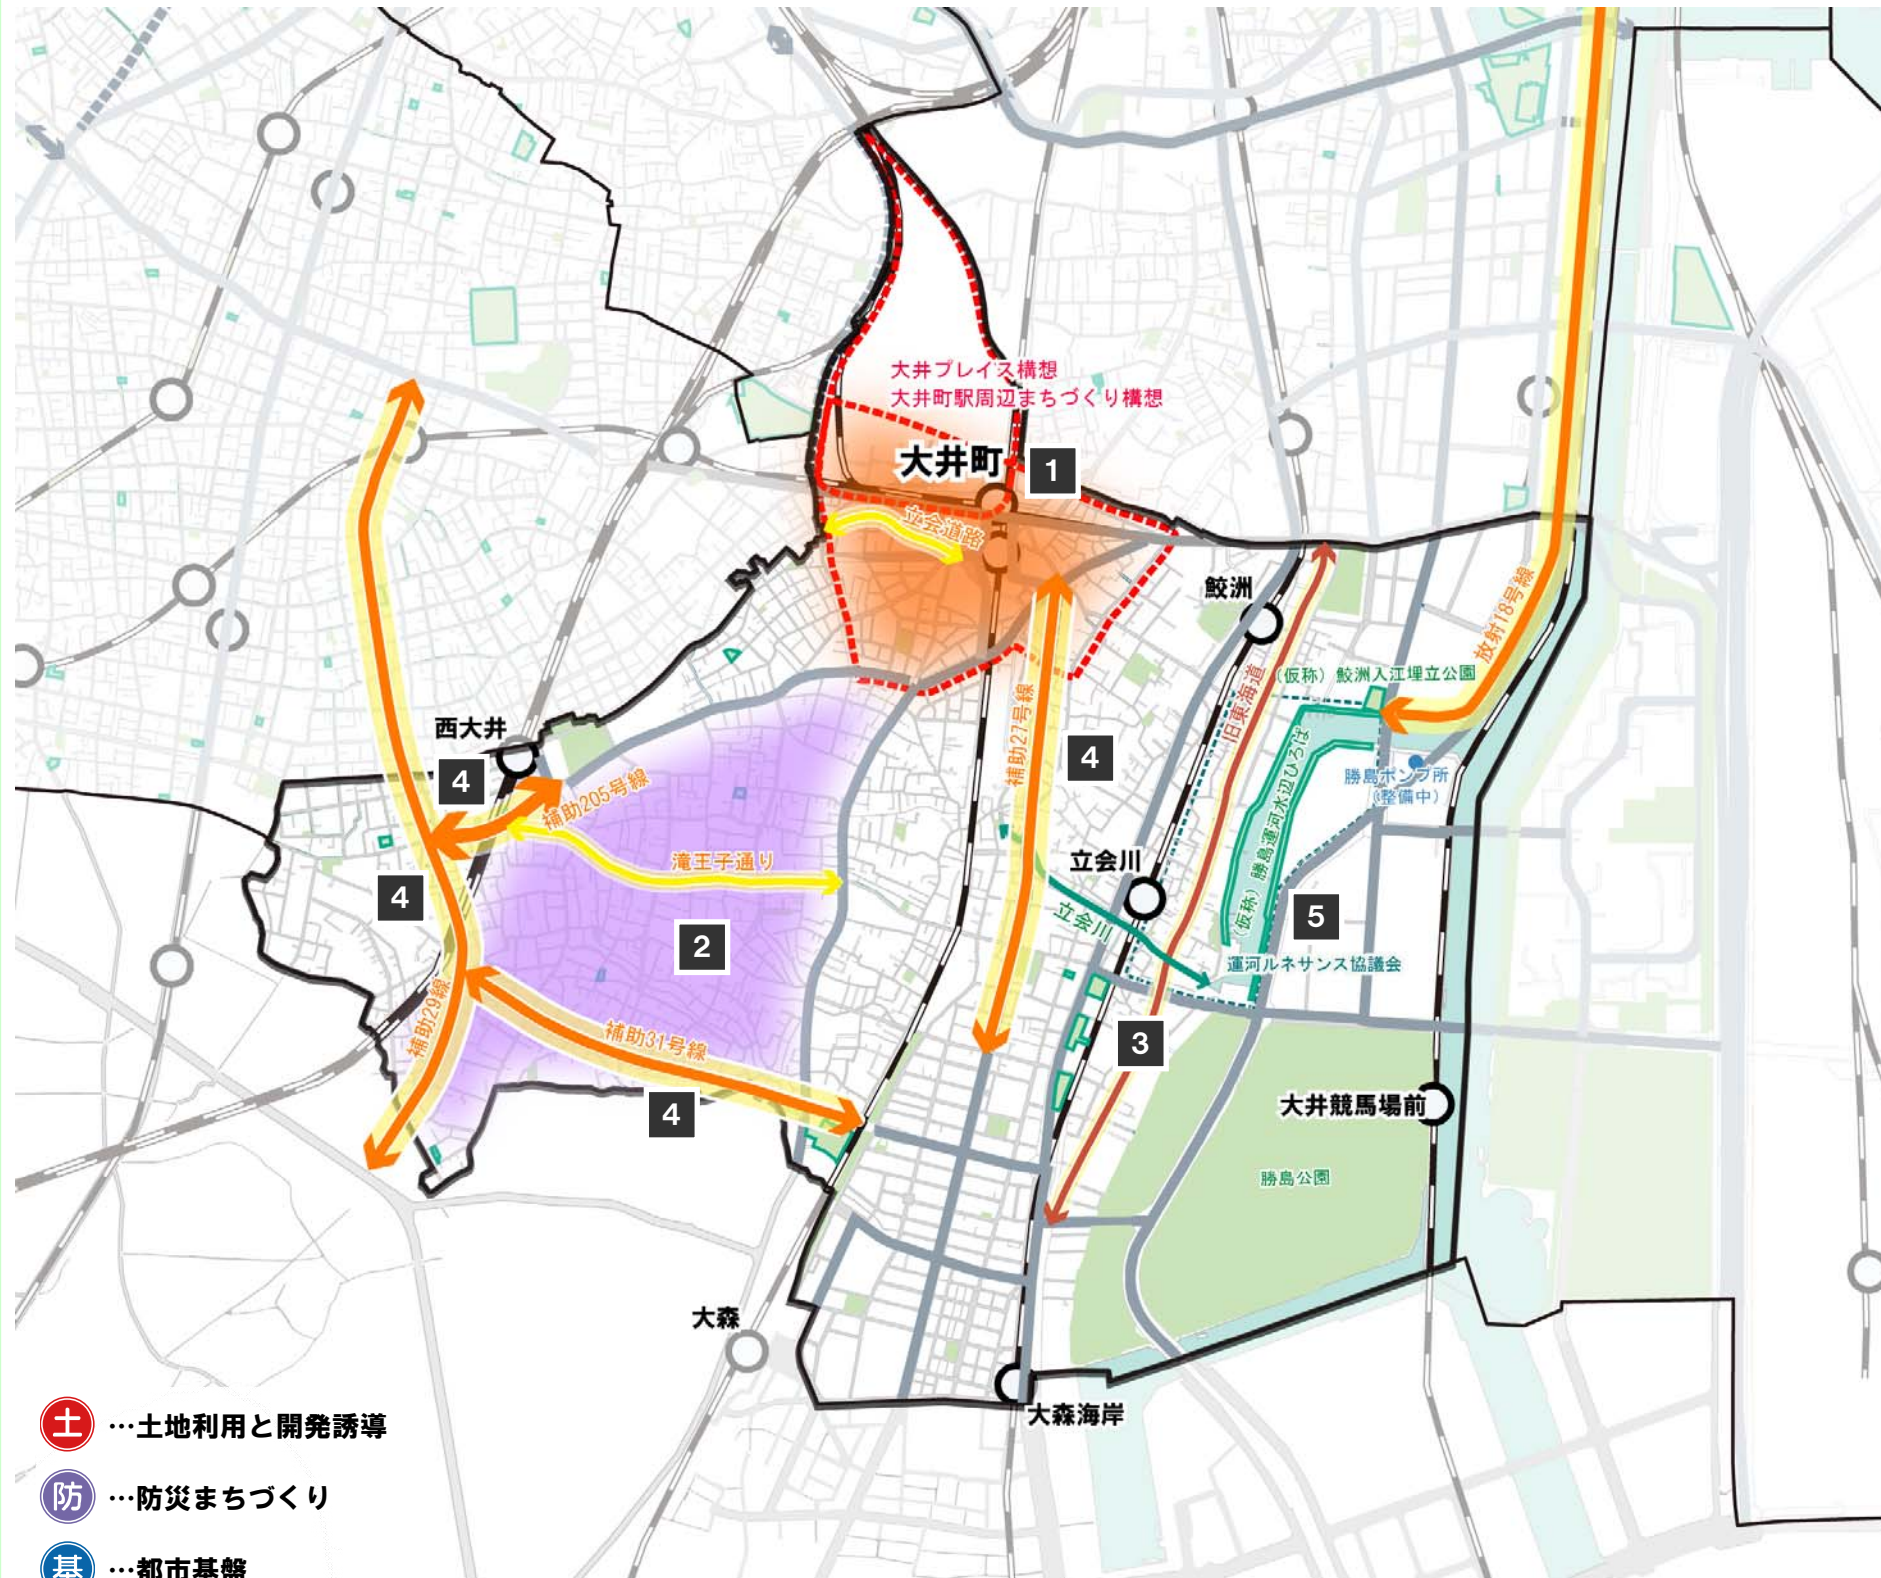 大井プレイス構想
大井町駅周辺まちづくり構想
大井町
1
立会道路
鮫洲
放射18号線
(仮称)鮫洲入江埋立公園
旧東海道
補助27号線
4
西大井
4
補助205号線
勝島ポンプ所
(整備中)
(仮称)勝島運河水辺ひろば
滝王子通り
立会川
4
立会川
5
2
運河ルネサンス協議会
補助29線
補助31号線
3
4
大井競馬場前
勝島公園
大森
大森海岸
土 …土地利用と開発誘導
防 …防災まちづくり
基 …都市基盤